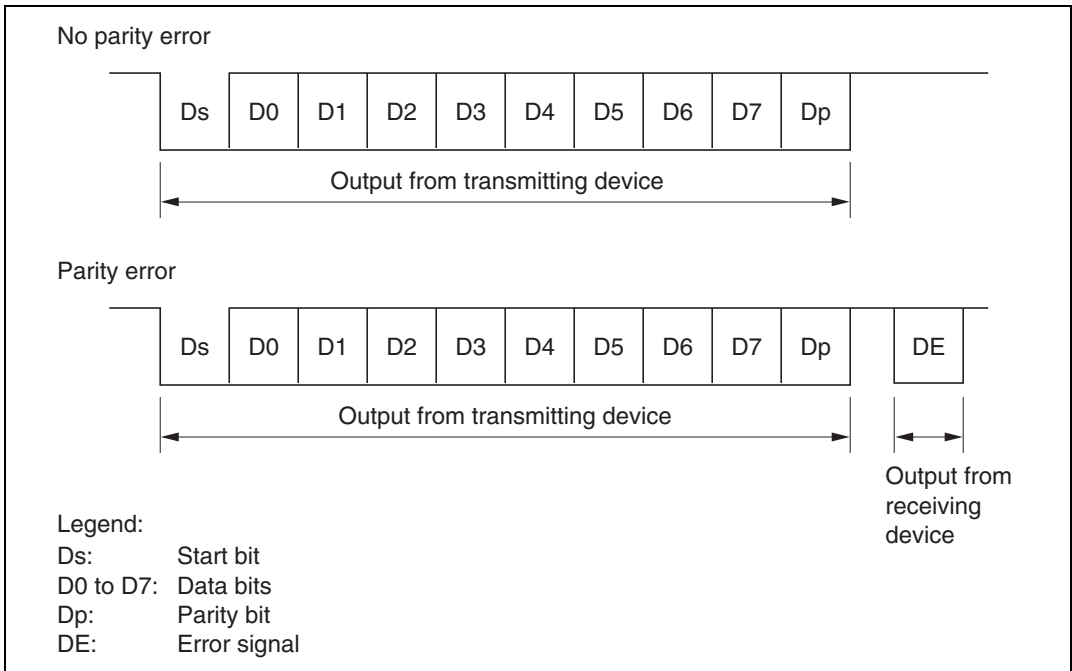 No parity error
Ds D0 D1 D2 D3 D4 D5 D6 D7 Dp
Output from transmitting device
Parity error
Ds D0 D1 D2 D3 D4 D5 D6 D7 Dp DE
Output from transmitting device
Output from
receiving
device
Legend:
Ds: Start bit
D0 to D7: Data bits
Dp: Parity bit
DE: Error signal